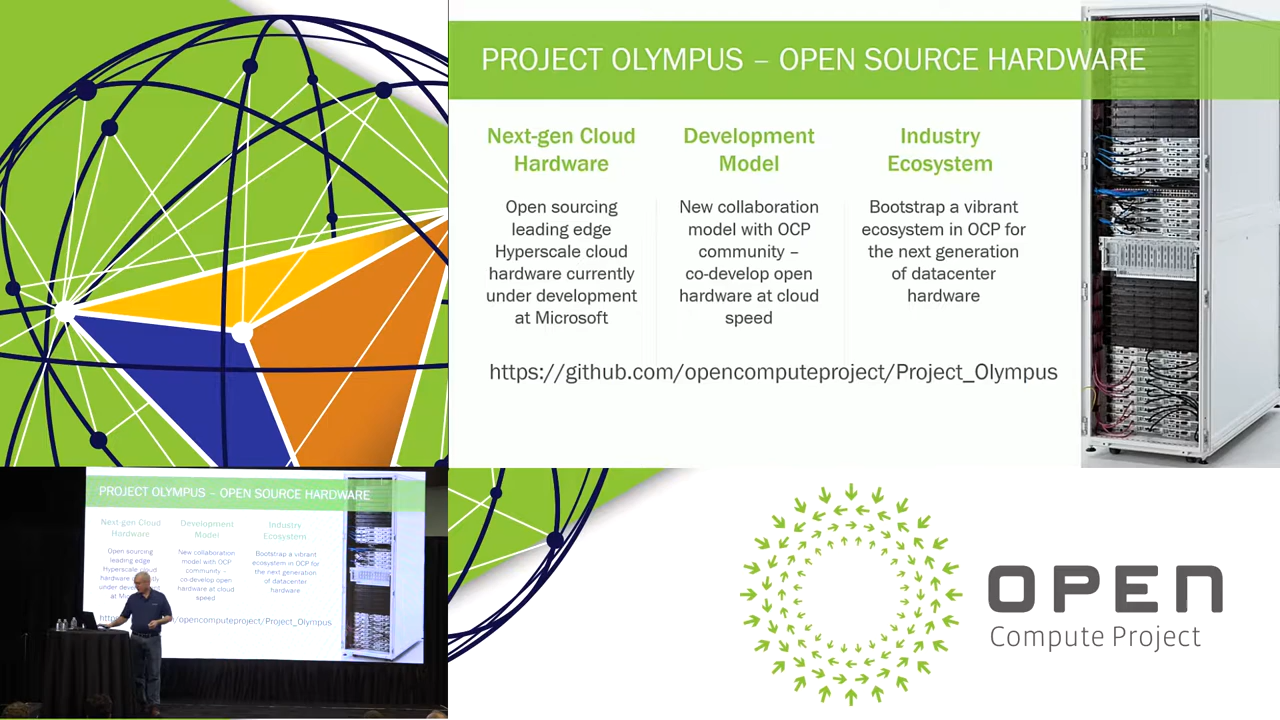 PROJECT OLYMPUS – OPEN SOURCE HARDWARE
Next-gen Cloud
Hardware
Open sourcing
leading edge
Hyperscale cloud
hardware currently
under development
at Microsoft
Development
Model
New collaboration
model with OCP
community –
co-develop open
hardware at cloud
speed
Industry
Ecosystem
Bootstrap a vibrant
ecosystem in OCP for
the next generation
of datacenter
hardware
https://github.com/opencomputeproject/Project_Olympus
PROJECT OLYMPUS – OPEN SOURCE HARDWARE
Next-gen Cloud
Hardware
Open sourcing
leading edge
Hyperscale cloud
hardware
under
at
Development
Model
New collaboration
model with OCP
community –
co-develop open
hardware at cloud
speed
Industry
Ecosystem
Bootstrap a vibrant
ecosystem in OCP for
the next generation
of datacenter
hardware
/opencomputeproject/Project_Olympus
OPEN
Compute Project